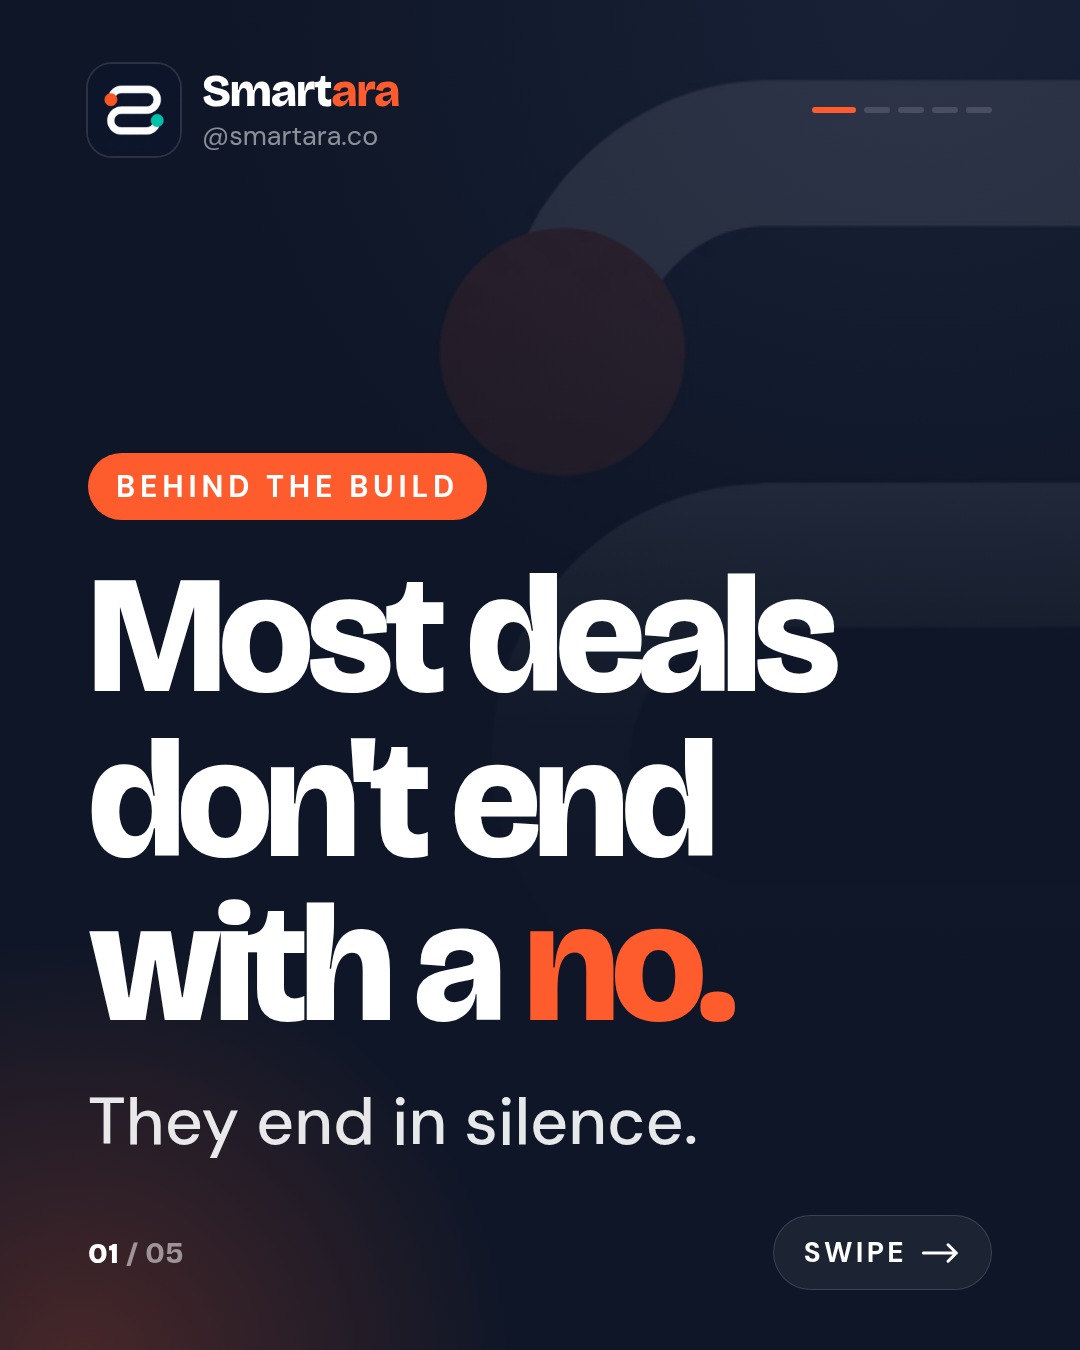 Smartara
@smartara.co
BEHIND THE BUILD
Most deals
don't end
with a no.
They end in silence.
01 / 05
SWIPE →